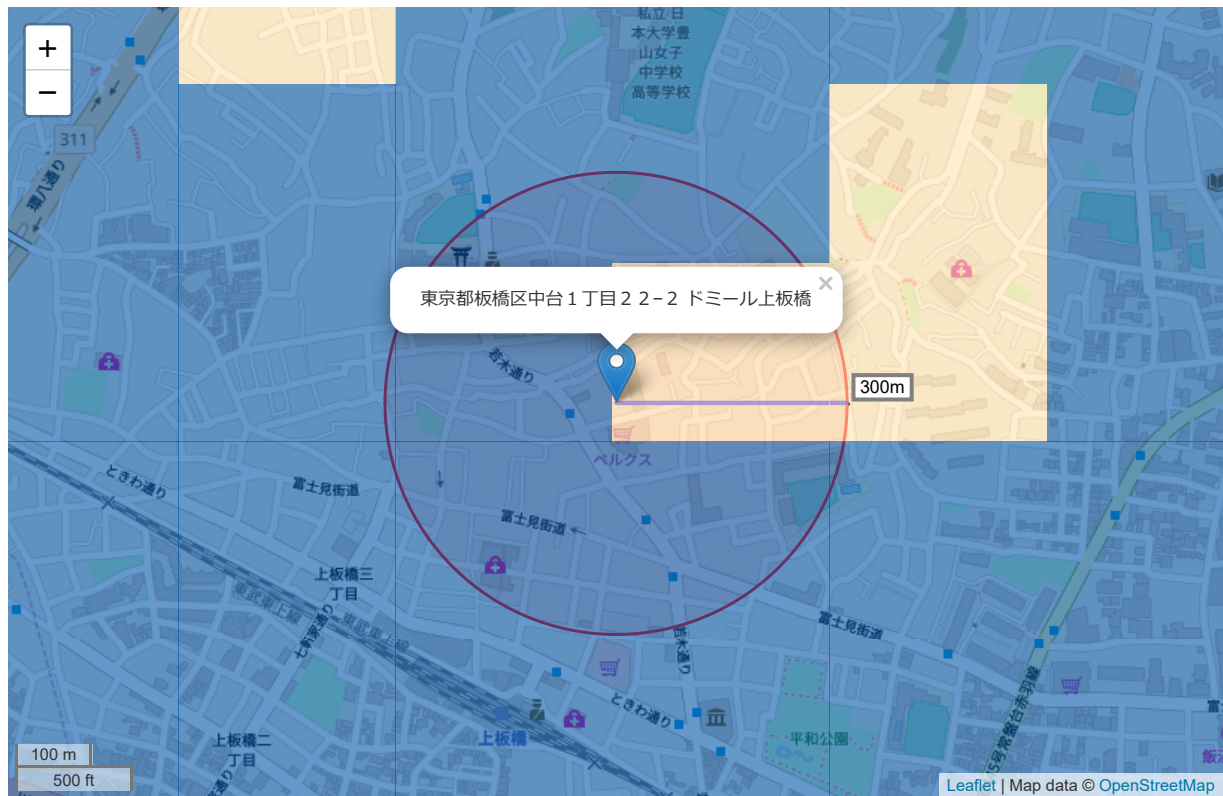 +
−
311
環八通り
私立 日
本大学豊
山女子
中学校
高等学校
東京都板橋区中台１丁目２２−２ ドミール上板橋
×
若木通り
300m
ベルクス
ときわ通り
富士見街道
富士見街道
上板橋三
丁目
東武東上線
東武東上線
七軒家通り
富士見街道
若木通り
ときわ通り
上板橋
平和公園
上板橋二
丁目
100 m
500 ft
Leaflet | Map data © OpenStreetMap